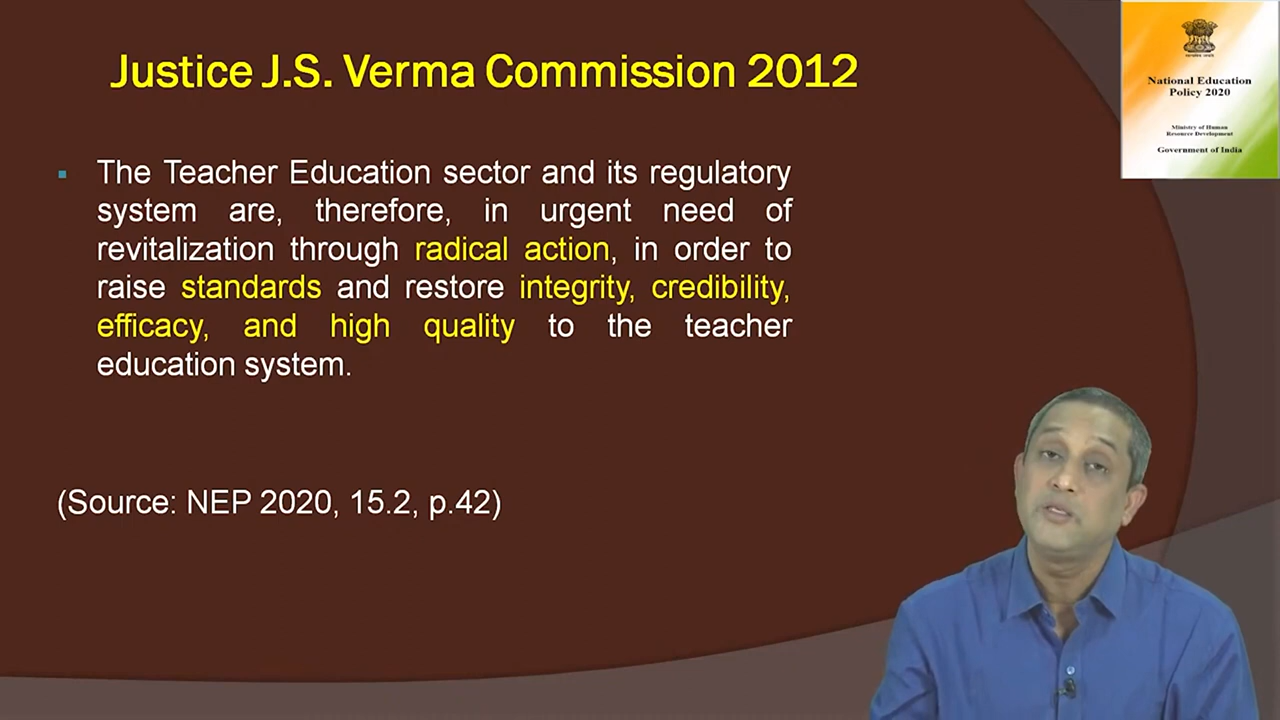 Justice J.S. Verma Commission 2012
The Teacher Education sector and its regulatory
system are, therefore, in urgent need of
revitalization through radical action, in order to
raise standards and restore integrity, credibility,
efficacy, and high quality to the teacher
education system.
(Source: NEP 2020, 15.2, p.42)
National Education
Policy 2020
Ministry of Human
Resource Development
Government of India